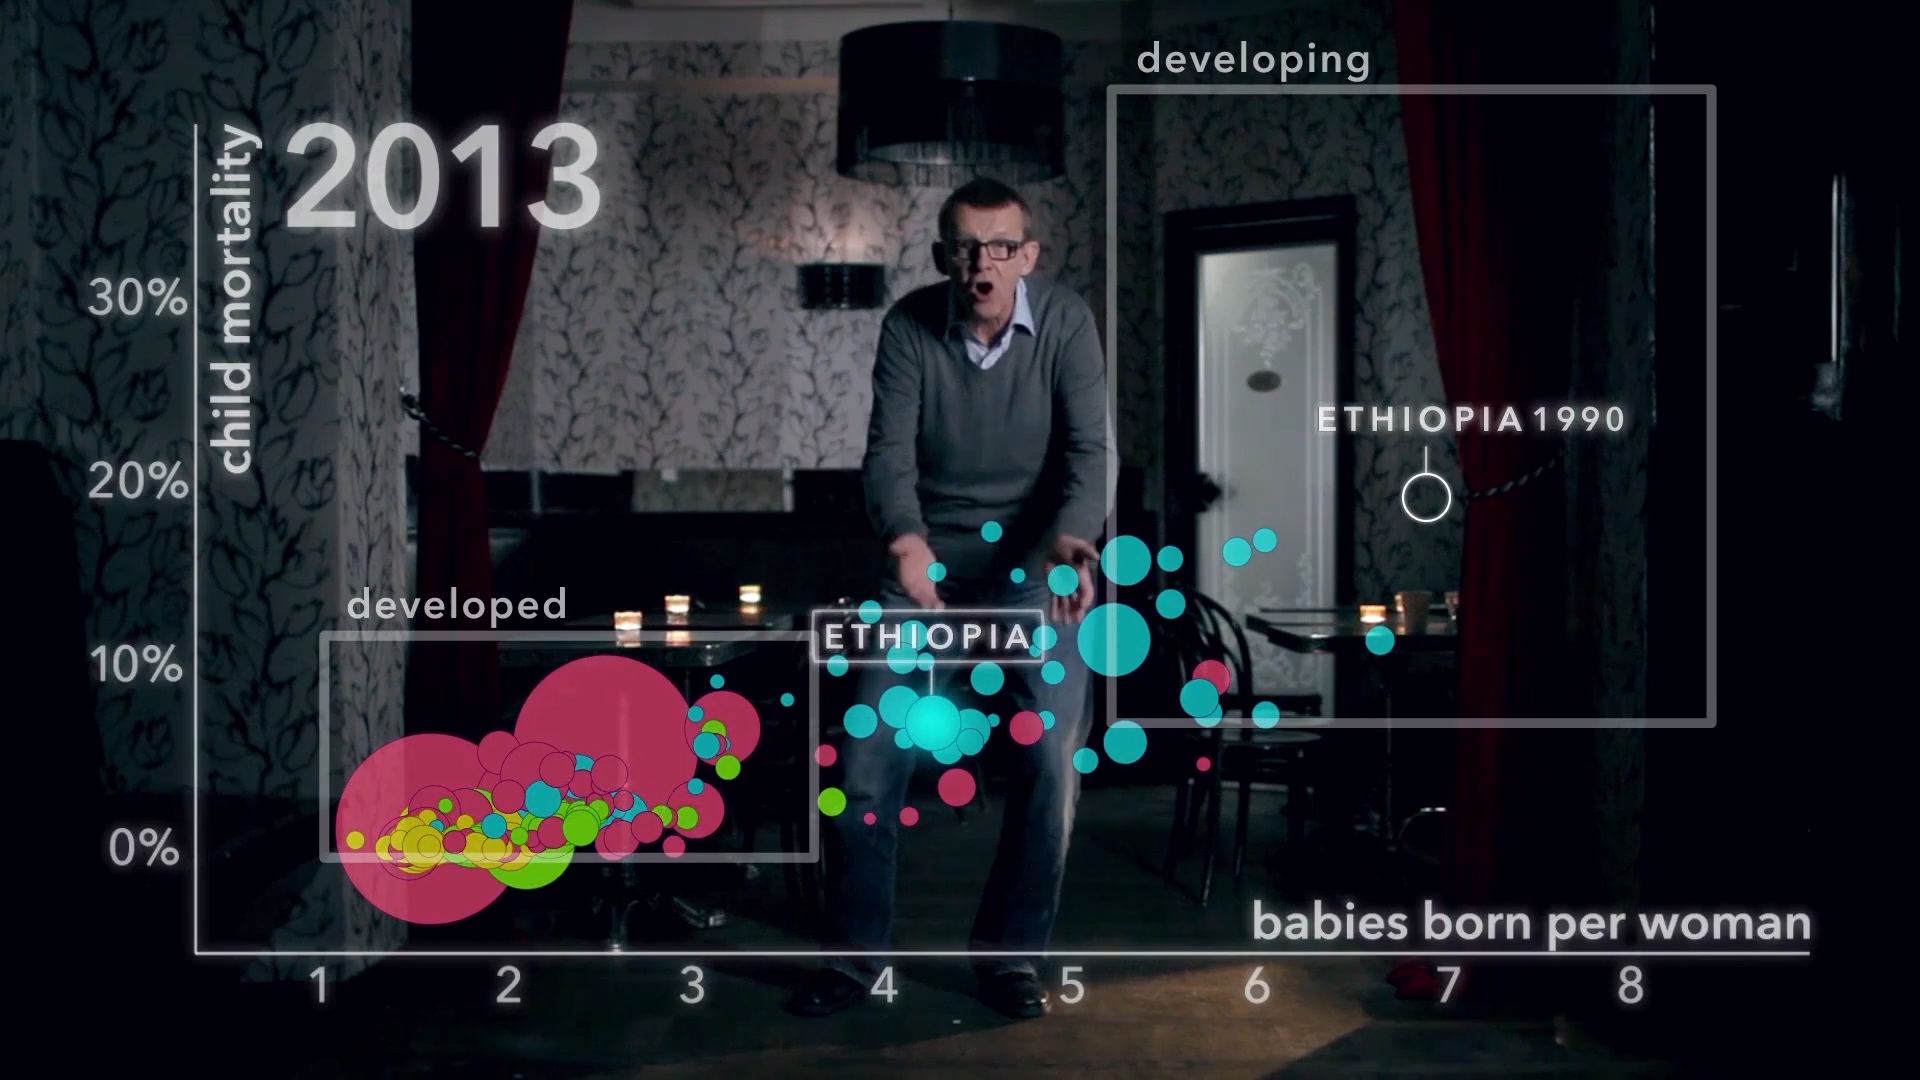 developing
2013
child mortality
30%
20%
10%
0%
ETHIOPIA 1990
developed
ETHIOPIA
babies born per woman
1 2 3 4 5 6 7 8